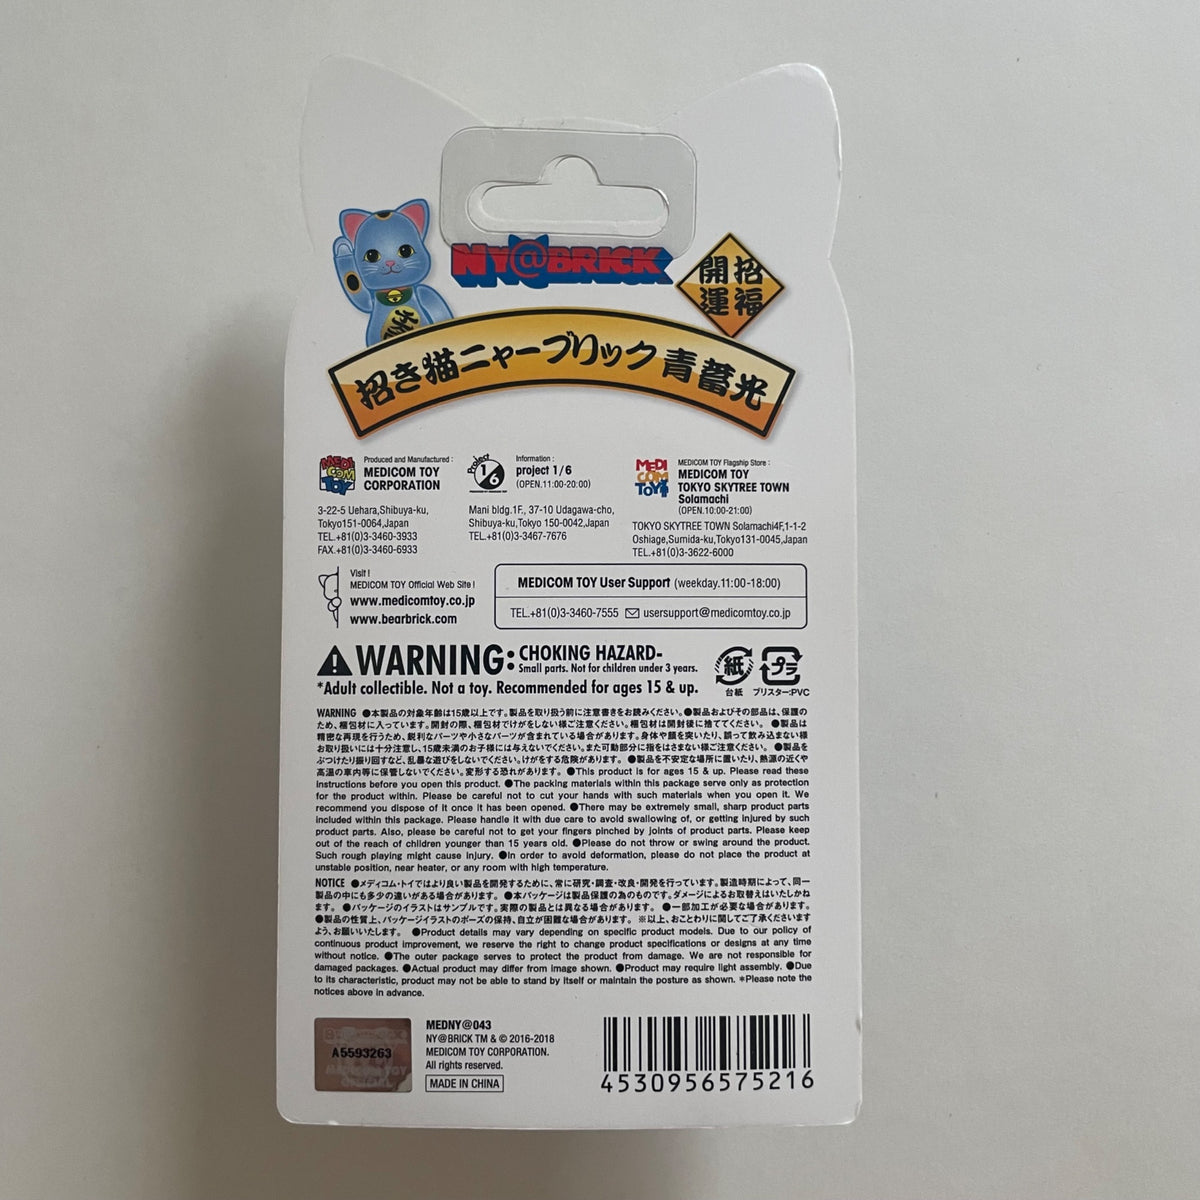 NY@BRICK
開運
招福
招き猫ニャーブリック 青蓄光
MEDI COM TOY
Produced and Manufactured :
MEDICOM TOY
CORPORATION
3-22-5 Uehara,Shibuya-ku,
Tokyo151-0064,Japan
TEL.+81(0)3-3460-3933
FAX.+81(0)3-3460-6933
Project 1/6
Information :
project 1/6
(OPEN.11:00-20:00)
Mani bldg.1F., 37-10 Udagawa-cho,
Shibuya-ku,Tokyo 150-0042,Japan
TEL.+81(0)3-3467-7676
MEDI COM TOY
MEDICOM TOY Flagship Store :
MEDICOM TOY
TOKYO SKYTREE TOWN
Solamachi
(OPEN.10:00-21:00)
TOKYO SKYTREE TOWN Solamachi4F,1-1-2
Oshiage,Sumida-ku,Tokyo131-0045,Japan
TEL.+81(0)3-3622-6000
Visit !
MEDICOM TOY Official Web Site !
www.medicomtoy.co.jp
www.bearbrick.com
MEDICOM TOY User Support (weekday.11:00-18:00)
TEL.+81(0)3-3460-7555 usersupport@medicomtoy.co.jp
WARNING: CHOKING HAZARD-
Small parts. Not for children under 3 years.
*Adult collectible. Not a toy. Recommended for ages 15 & up.
紙
台紙
プラ
ブリスター:PVC
WARNING ●本製品の対象年齢は15歳以上です。製品を取り扱う前に注意書きをお読みください。●製品およびその部品は、保護の
ため、梱包材に入っています。開封の際、梱包材でけがをしない様ご注意ください。梱包材は開封後に捨ててください。 ●製品は
精密な再現を行うため、鋭利なパーツや小さなパーツが含まれている場合があります。身体や顔を突いたり、誤って飲み込まない様
お取り扱いには十分注意し、15歳未満のお子様には与えないでください。また可動部分に指をはさまない様ご注意ください。 ●製品を
ぶつけたり振り回すなど、乱暴な遊びをしないでください。けがをする危険があります。 ●製品を不安定な場所に置いたり、熱源の近くや
高温の車内等に保管しないでください。変形する恐れがあります。 ●This product is for ages 15 & up. Please read these
instructions before you open this product. ●The packing materials within this package serve only as protection
for the product within. Please be careful not to cut your hands with such materials when you open it. We
recommend you dispose of it once it has been opened. ●There may be extremely small, sharp product parts
included within this package. Please handle it with due care to avoid swallowing of, or getting injured by such
product parts. Also, please be careful not to get your fingers pinched by joints of product parts. Please keep
out of the reach of children younger than 15 years old. ●Please do not throw or swing around the product.
Such rough playing might cause injury. ●In order to avoid deformation, please do not place the product at
unstable position, near heater, or any room with high temperature.
NOTICE ●メディコム・トイではより良い製品を開発するために、常に研究・調査・改良・開発を行っています。製造時期によって、同一
製品の中にも多少の違いがある場合があります。 ●本パッケージは製品保護の為のものです。ダメージによるお取替えはいたしかね
ます。 ●パッケージのイラストはサンプルです。実際の製品とは異なる場合があります。 ●一部加工が必要な場合があります。
●製品の性質上、パッケージイラストのポーズの保持、自立が困難な場合があります。 ※以上、おことわりに関してご了承くださいます
よう、お願いいたします。 ●Product details may vary depending on specific product models. Due to our policy of
continuous product improvement, we reserve the right to change product specifications or designs at any time
without notice. ●The outer package serves to protect the product from damage. We are not responsible for
damaged packages. ●Actual product may differ from image shown. ●Product may require light assembly. ●Due
to its characteristic, product may not be able to stand by itself or maintain the posture as shown. *Please note the
notices above in advance.
A5593263
MEDNY@043
NY@BRICK TM & © 2016-2018
MEDICOM TOY CORPORATION.
All rights reserved.
MADE IN CHINA
4530956575216